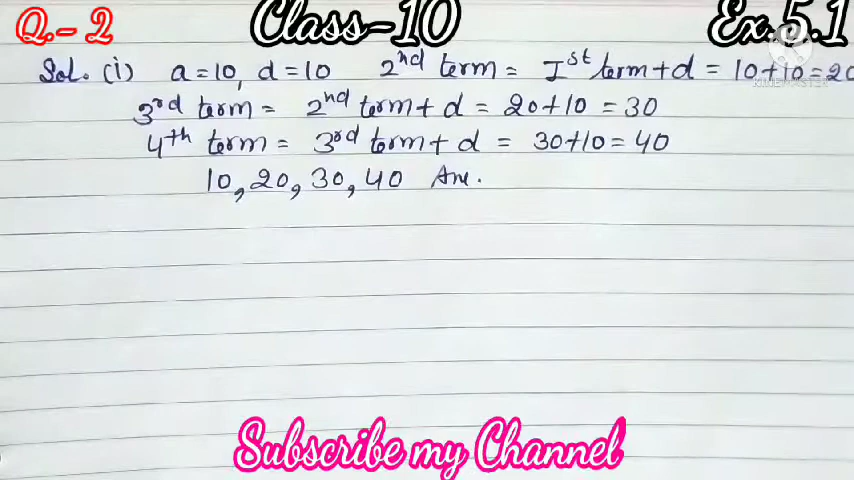 Q.- 2 Class-10 Ex.5.1
Sol. (i) a = 10, d = 10 2nd term = Ist term + d = 10+10 = 20
KINEMASTER
3rd term = 2nd term + d = 20+10 = 30
4th term = 3rd term + d = 30+10 = 40
10, 20, 30, 40 Ans.
Subscribe my Channel